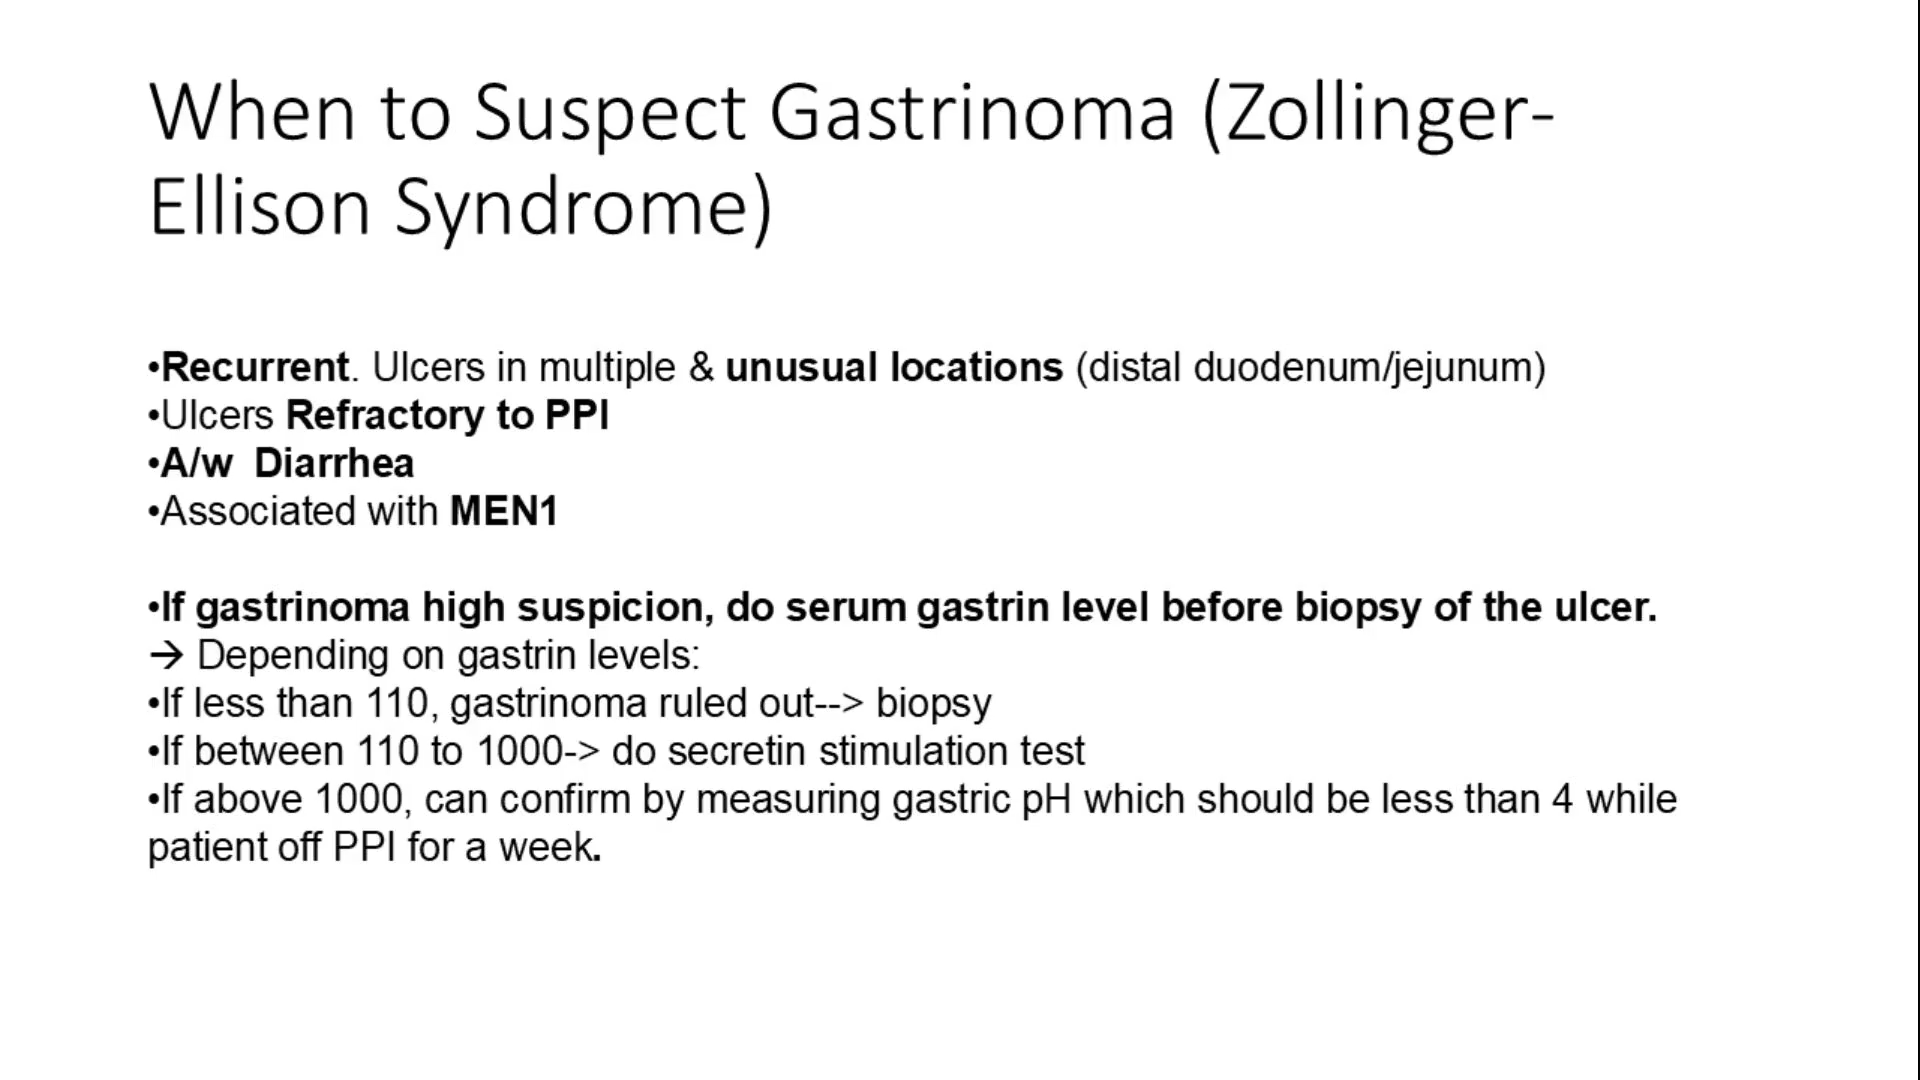 When to Suspect Gastrinoma (Zollinger-
Ellison Syndrome)
•Recurrent. Ulcers in multiple & unusual locations (distal duodenum/jejunum)
•Ulcers Refractory to PPI
•A/w  Diarrhea
•Associated with MEN1
•If gastrinoma high suspicion, do serum gastrin level before biopsy of the ulcer.
→ Depending on gastrin levels:
•If less than 110, gastrinoma ruled out--> biopsy
•If between 110 to 1000-> do secretin stimulation test
•If above 1000, can confirm by measuring gastric pH which should be less than 4 while
patient off PPI for a week.